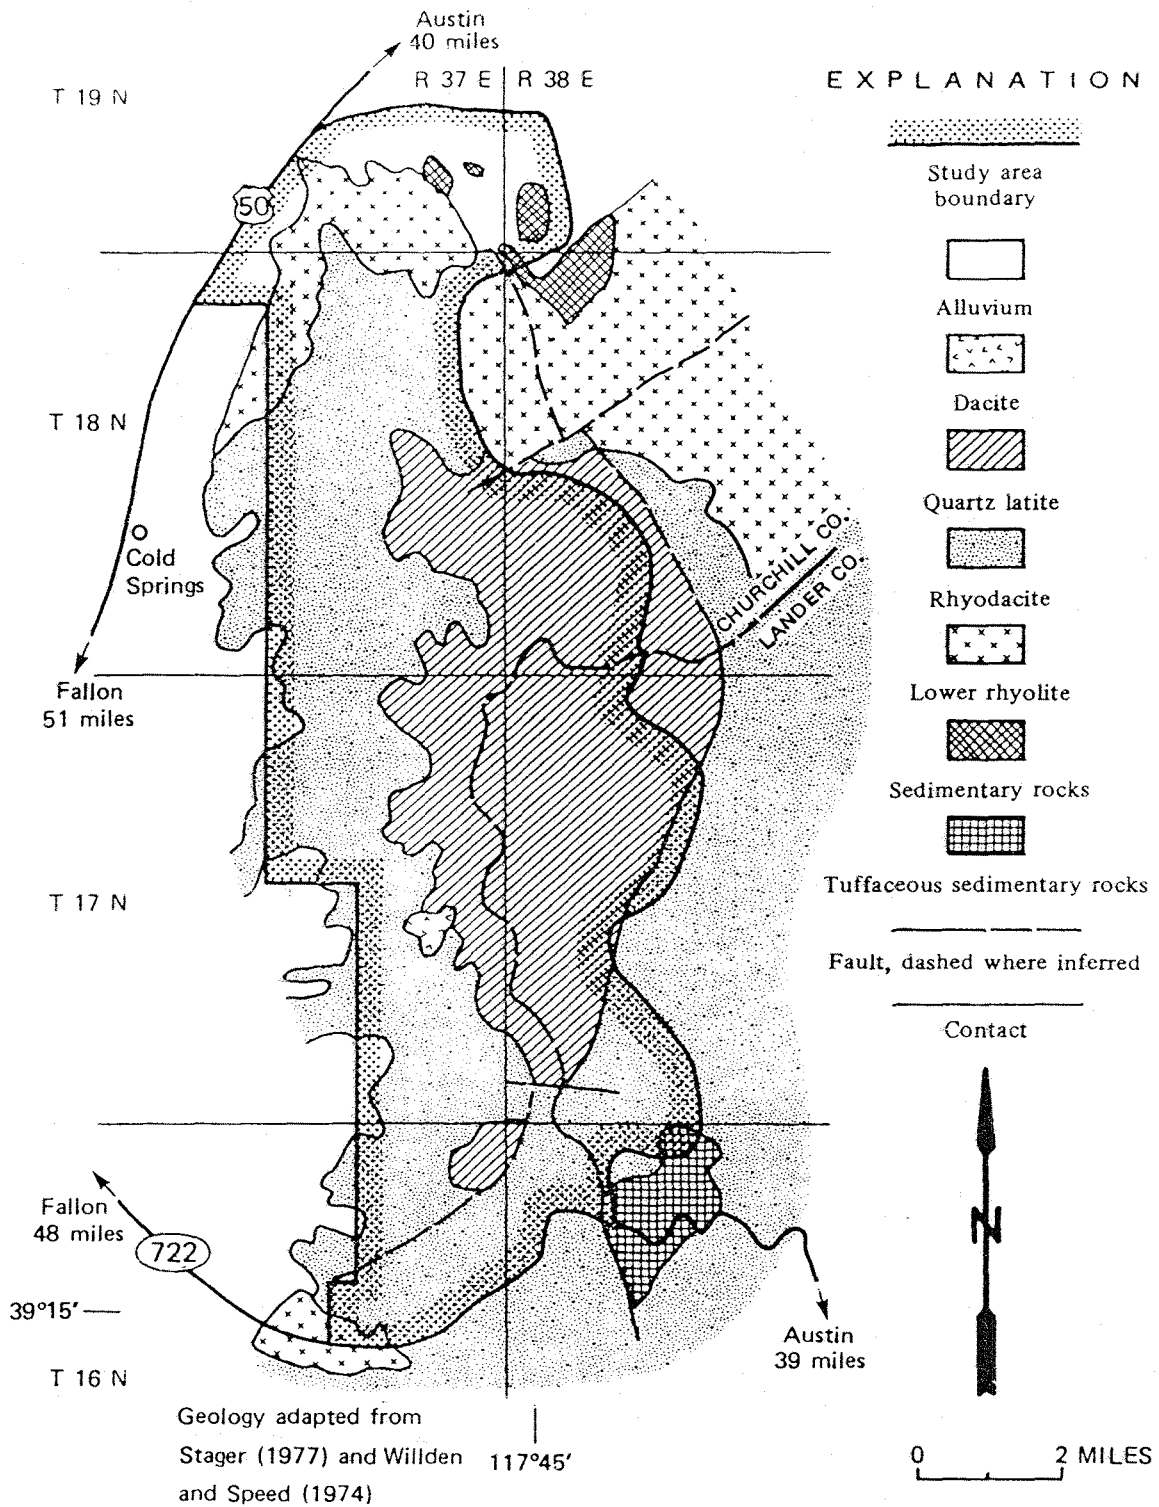 Austin
40 miles
R 37 E R 38 E
T 19 N
50
T 18 N
Cold
Springs
Fallon
51 miles
CHURCHILL CO.
LANDER CO.
T 17 N
Fallon
48 miles
722
39°15′
Austin
39 miles
T 16 N
Geology adapted from
Stager (1977) and Willden
and Speed (1974)
117°45′
EXPLANATION
Study area
boundary
Alluvium
Dacite
Quartz latite
Rhyodacite
Lower rhyolite
Sedimentary rocks
Tuffaceous sedimentary rocks
Fault, dashed where inferred
Contact
N
0 2 MILES